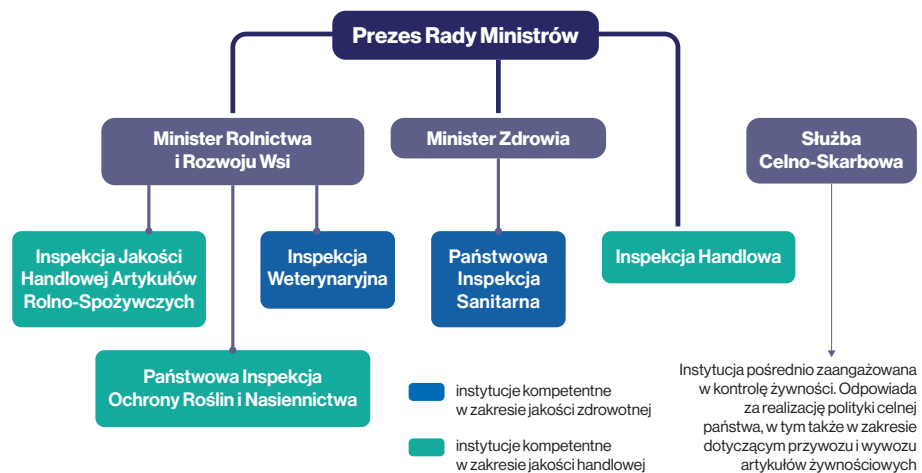 Prezes Rady Ministrów
Minister Rolnictwa
i Rozwoju Wsi
Minister Zdrowia
Służba
Celno-Skarbowa
Inspekcja Jakości
Handlowej Artykułów
Rolno-Spożywczych
Inspekcja
Weterynaryjna
Państwowa
Inspekcja
Sanitarna
Inspekcja Handlowa
Państwowa Inspekcja
Ochrony Roślin i Nasiennictwa
instytucje kompetentne
w zakresie jakości zdrowotnej
instytucje kompetentne
w zakresie jakości handlowej
Instytucja pośrednio zaangażowana
w kontrolę żywności. Odpowiada
za realizację polityki celnej
państwa, w tym także w zakresie
dotyczącym przywozu i wywozu
artykułów żywnościowych